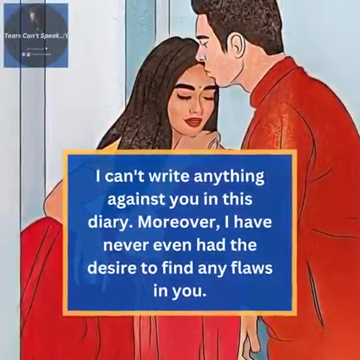 Tears Can't Speak..:'(
I can't write anything
against you in this
diary. Moreover, I have
never even had the
desire to find any flaws
in you.